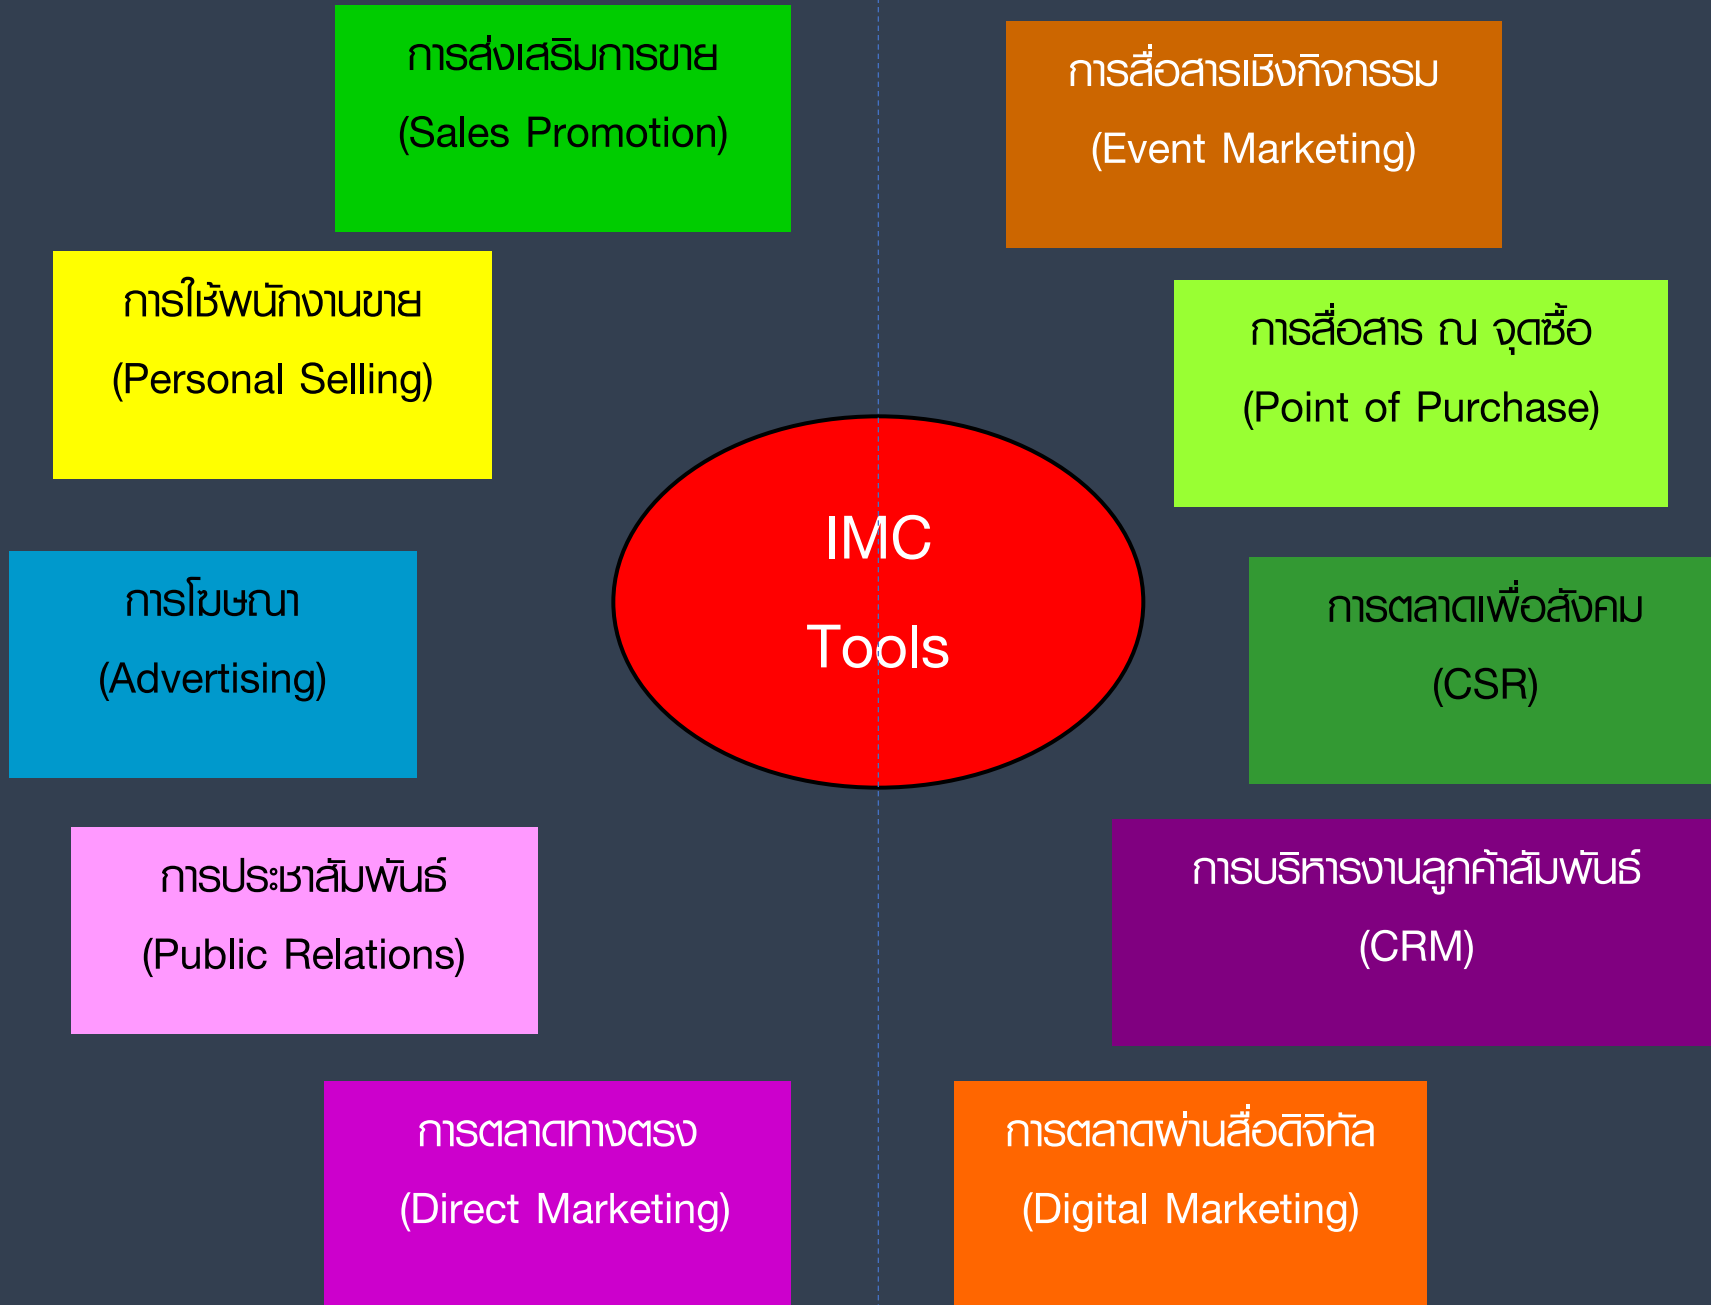 การส่งเสริมการขาย
(Sales Promotion)
การสื่อสารเชิงกิจกรรม
(Event Marketing)
การใช้พนักงานขาย
(Personal Selling)
การสื่อสาร ณ จุดซื้อ
(Point of Purchase)
IMC
Tools
การโฆษณา
(Advertising)
การตลาดเพื่อสังคม
(CSR)
การประชาสัมพันธ์
(Public Relations)
การบริหารงานลูกค้าสัมพันธ์
(CRM)
การตลาดทางตรง
(Direct Marketing)
การตลาดผ่านสื่อดิจิทัล
(Digital Marketing)